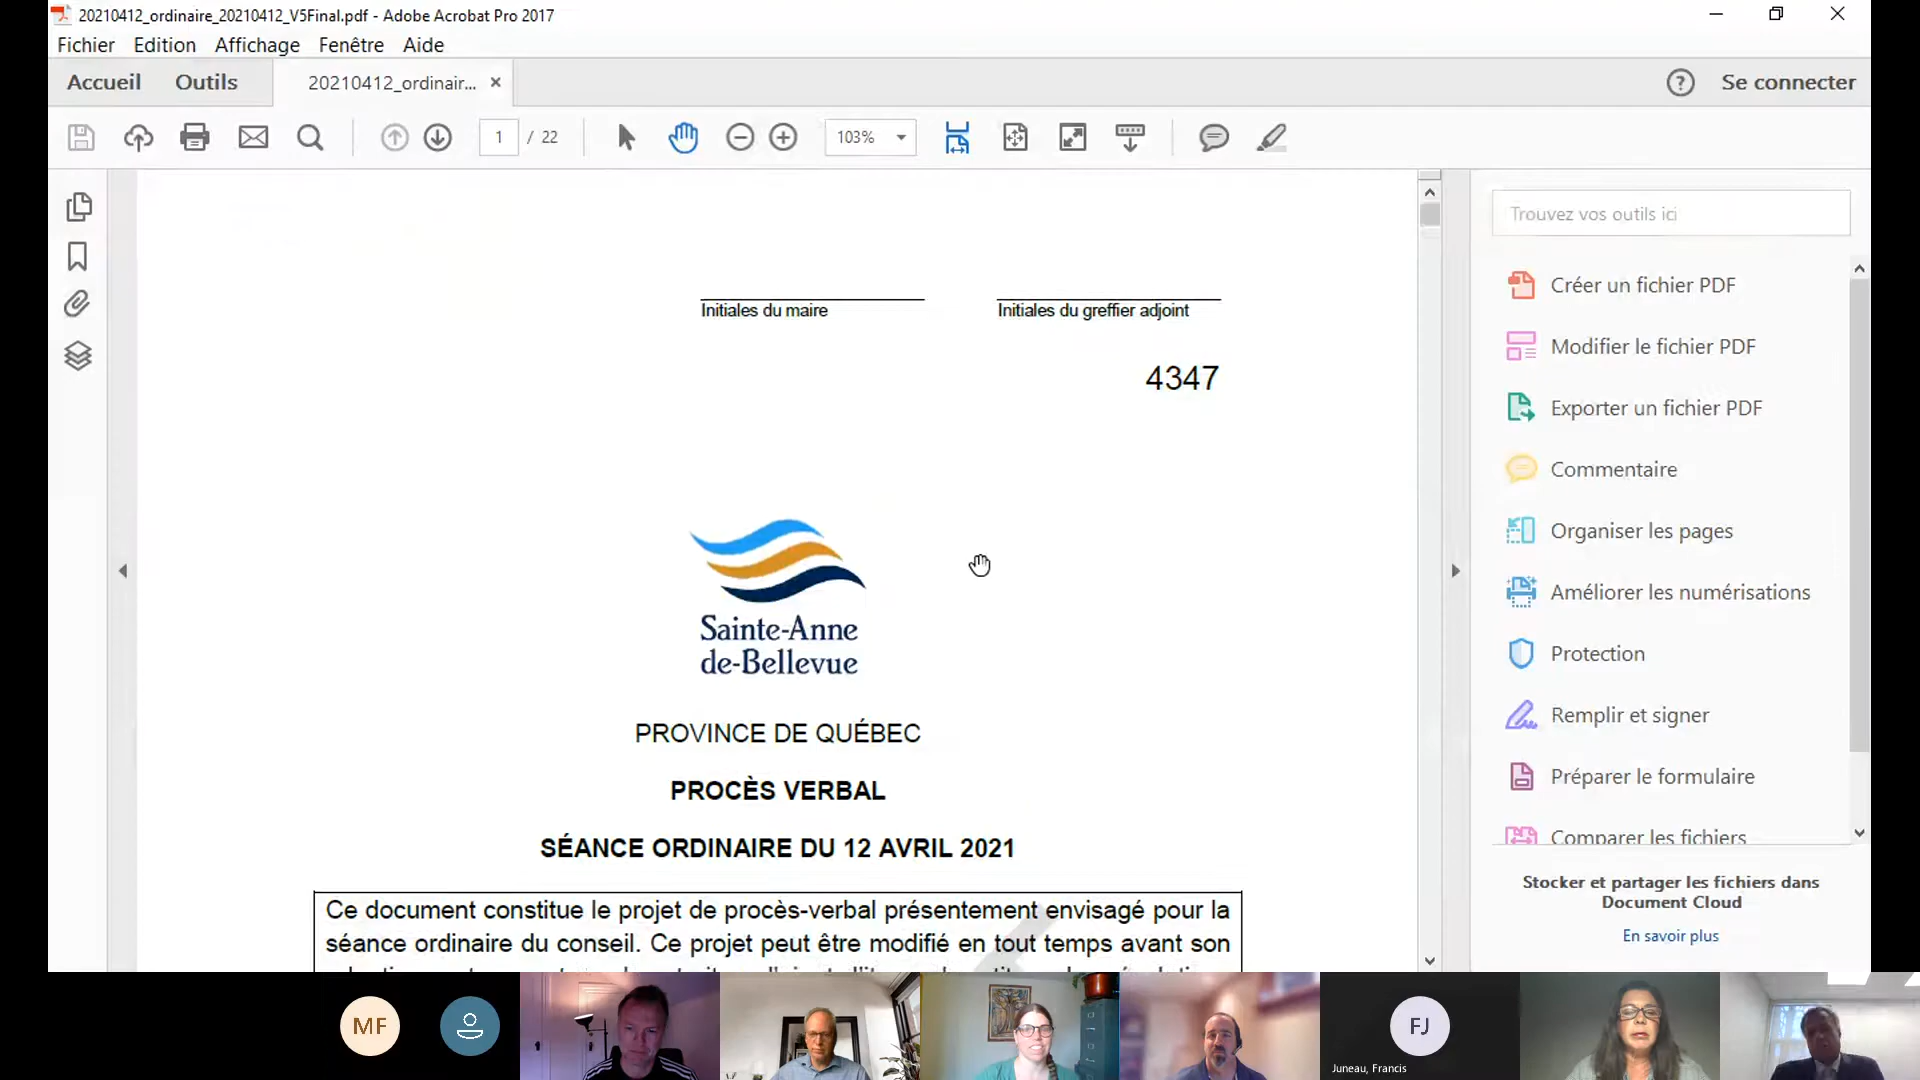 20210412_ordinaire_20210412_V5Final.pdf - Adobe Acrobat Pro 2017
Fichier Edition Affichage Fenêtre Aide
Accueil Outils 20210412_ordinair... Se connecter
1 / 22 103%
Trouvez vos outils ici
Initiales du maire Initiales du greffier adjoint
4347
Sainte-Anne
de-Bellevue
PROVINCE DE QUÉBEC
PROCÈS VERBAL
SÉANCE ORDINAIRE DU 12 AVRIL 2021
Ce document constitue le projet de procès-verbal présentement envisagé pour la
séance ordinaire du conseil. Ce projet peut être modifié en tout temps avant son
Créer un fichier PDF
Modifier le fichier PDF
Exporter un fichier PDF
Commentaire
Organiser les pages
Améliorer les numérisations
Protection
Remplir et signer
Préparer le formulaire
Comparer les fichiers
Stocker et partager les fichiers dans
Document Cloud
En savoir plus
MF
FJ
Juneau, Francis